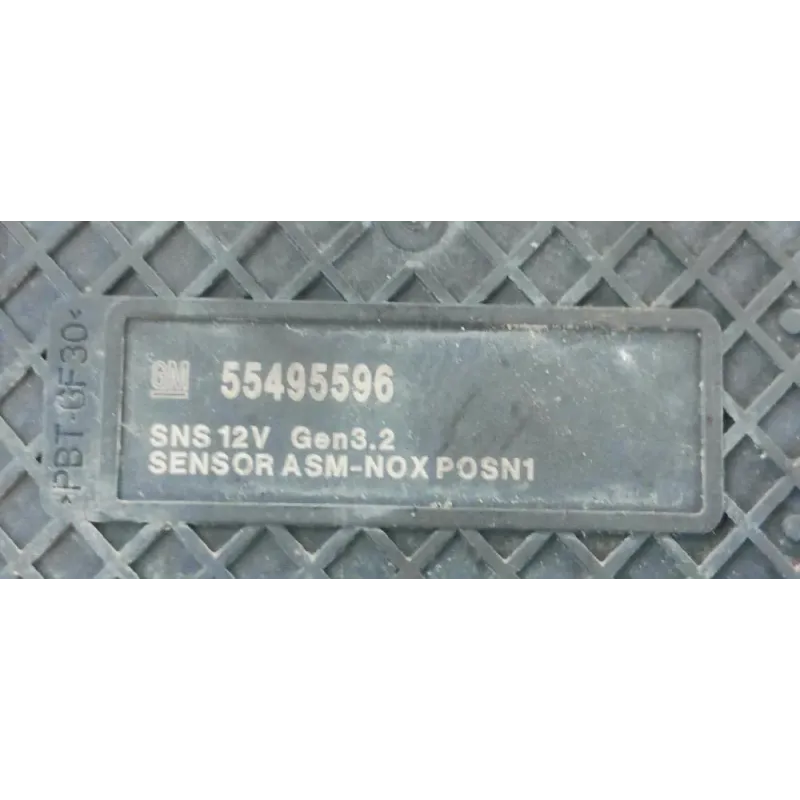 GM 55495596
SNS 12V Gen3.2
SENSOR ASM-NOX POSN1
>PBT-GF30<